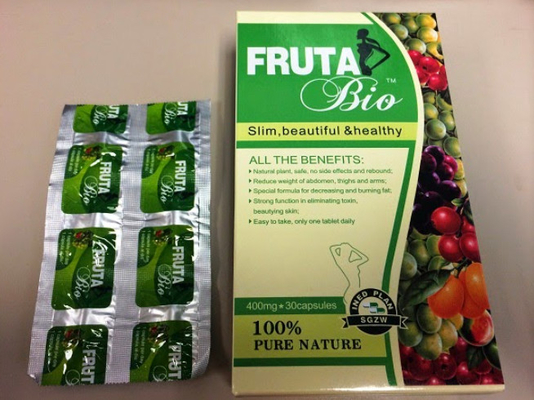 FRUTA
Bio
TM
Slim,beautiful &healthy
ALL THE BENEFITS:
Natural plant, safe, no side effects and rebound;
Reduce weight of abdomen, thighs and arms;
Special formula for decreasing and burning fat;
Strong function in eliminating toxin,
beautying skin;
Easy to take, only one tablet daily
400mg*30capsules
100%
PURE NATURE
INED PLAN
SGZW
FRUTA
Bio
FRUTA
Bio
FRUTA
Bio
FRUTA
Bio